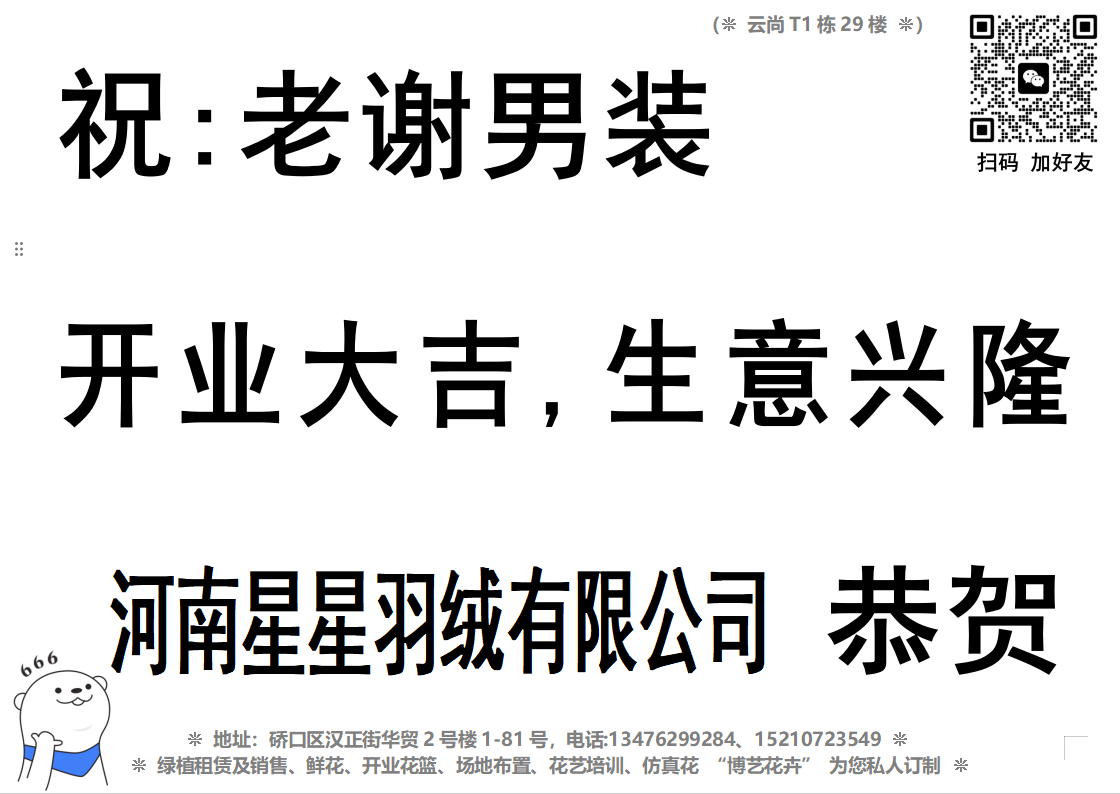 (❊ 云尚 T1 栋 29 楼 ❊)
祝:老谢男装
扫码 加好友
开业大吉,生意兴隆
河南星星羽绒有限公司 恭贺
666
❊ 地址：硚口区汉正街华贸 2 号楼 1-81 号，电话:13476299284、15210723549 ❊
❊ 绿植租赁及销售、鲜花、开业花篮、场地布置、花艺培训、仿真花 “博艺花卉” 为您私人订制 ❊